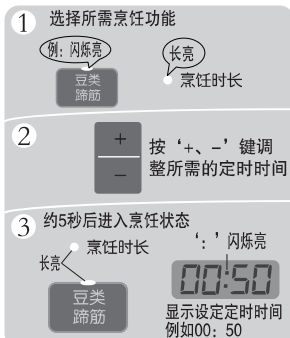 1 选择所需烹饪功能
例：闪烁亮
长亮
豆类
蹄筋
烹饪时长
2
+
−
按‘+、−’键调
整所需的定时时间
3 约5秒后进入烹饪状态
烹饪时长
长亮
豆类
蹄筋
‘：’闪烁亮
00:50
显示设定定时时间
例如00：50